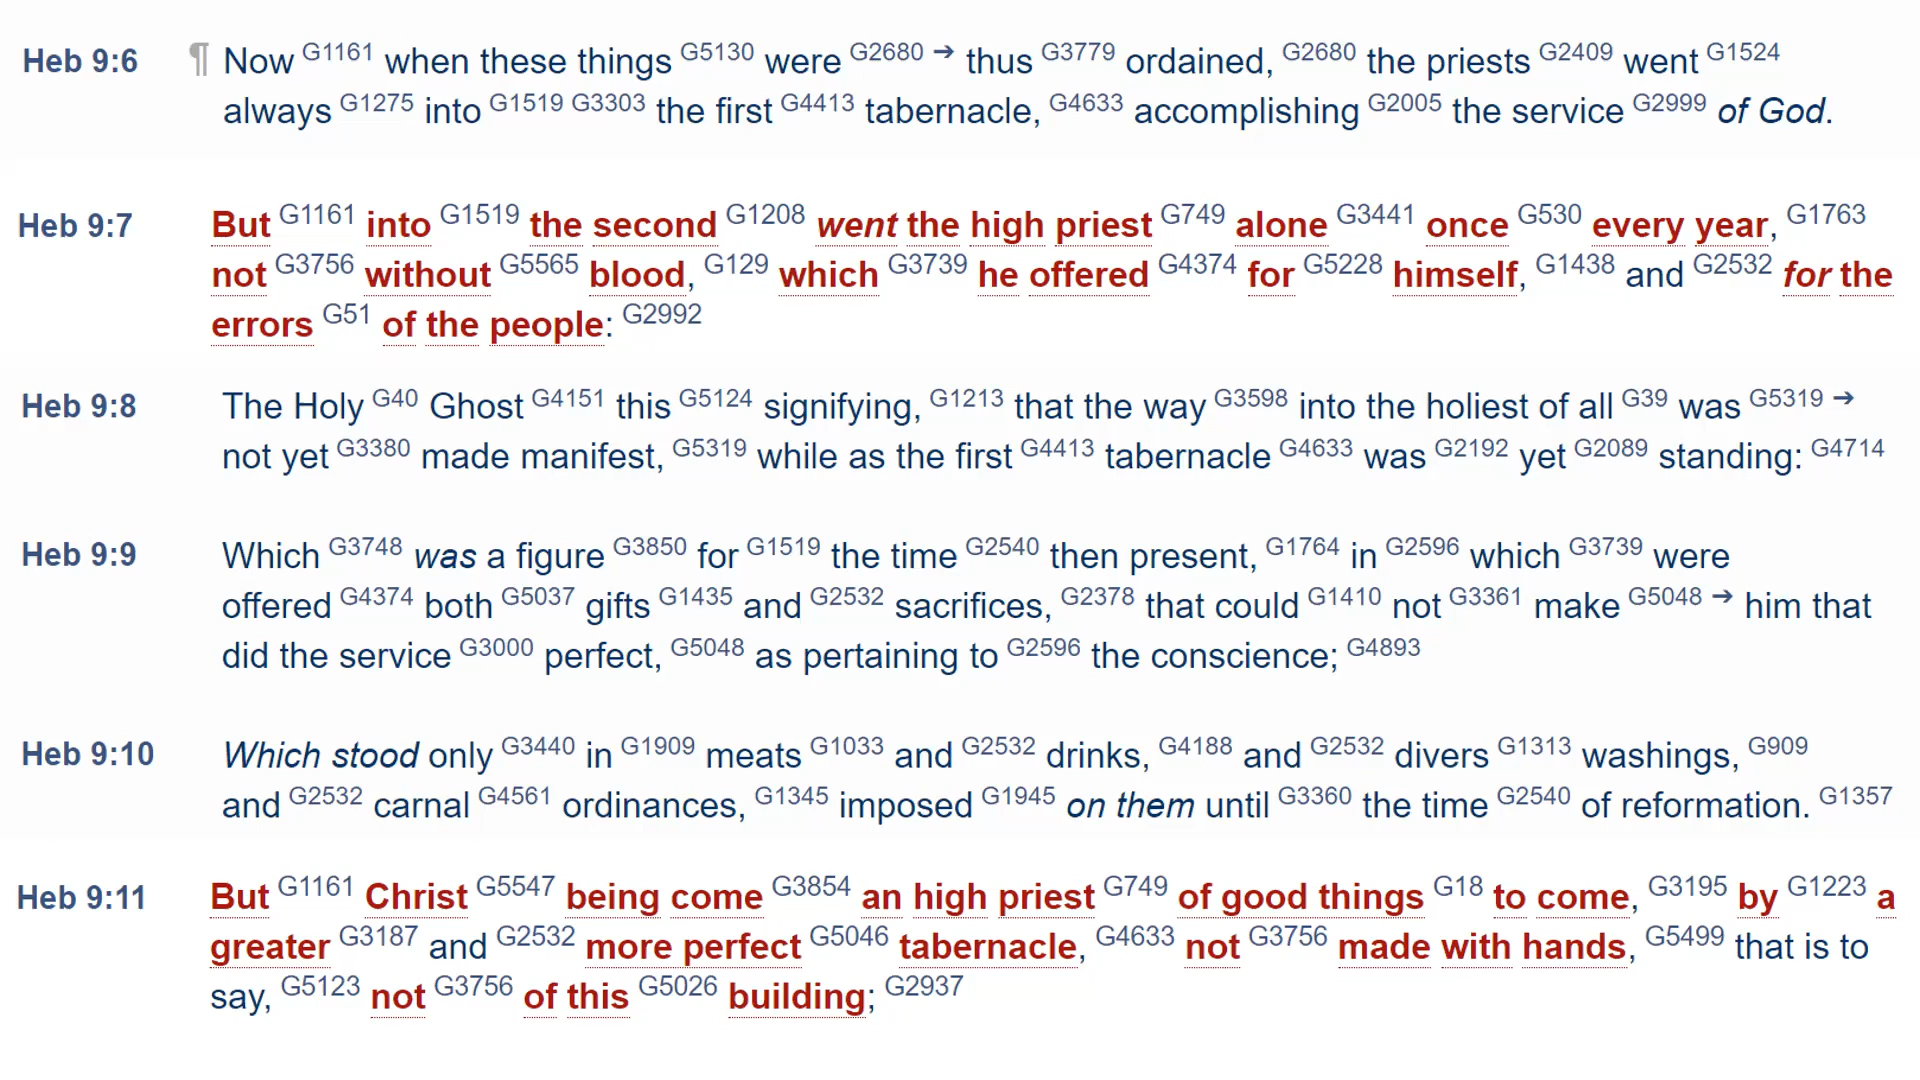 Heb 9:6 ¶ Now G1161 when these things G5130 were G2680 ➔ thus G3779 ordained, G2680 the priests G2409 went G1524
always G1275 into G1519 G3303 the first G4413 tabernacle, G4633 accomplishing G2005 the service G2999 of God.
Heb 9:7 But G1161 into G1519 the second G1208 went the high priest G749 alone G3441 once G530 every year, G1763
not G3756 without G5565 blood, G129 which G3739 he offered G4374 for G5228 himself, G1438 and G2532 for the
errors G51 of the people: G2992
Heb 9:8 The Holy G40 Ghost G4151 this G5124 signifying, G1213 that the way G3598 into the holiest of all G39 was G5319 ➔
not yet G3380 made manifest, G5319 while as the first G4413 tabernacle G4633 was G2192 yet G2089 standing: G4714
Heb 9:9 Which G3748 was a figure G3850 for G1519 the time G2540 then present, G1764 in G2596 which G3739 were
offered G4374 both G5037 gifts G1435 and G2532 sacrifices, G2378 that could G1410 not G3361 make G5048 ➔ him that
did the service G3000 perfect, G5048 as pertaining to G2596 the conscience; G4893
Heb 9:10 Which stood only G3440 in G1909 meats G1033 and G2532 drinks, G4188 and G2532 divers G1313 washings, G909
and G2532 carnal G4561 ordinances, G1345 imposed G1945 on them until G3360 the time G2540 of reformation. G1357
Heb 9:11 But G1161 Christ G5547 being come G3854 an high priest G749 of good things G18 to come, G3195 by G1223 a
greater G3187 and G2532 more perfect G5046 tabernacle, G4633 not G3756 made with hands, G5499 that is to
say, G5123 not G3756 of this G5026 building; G2937